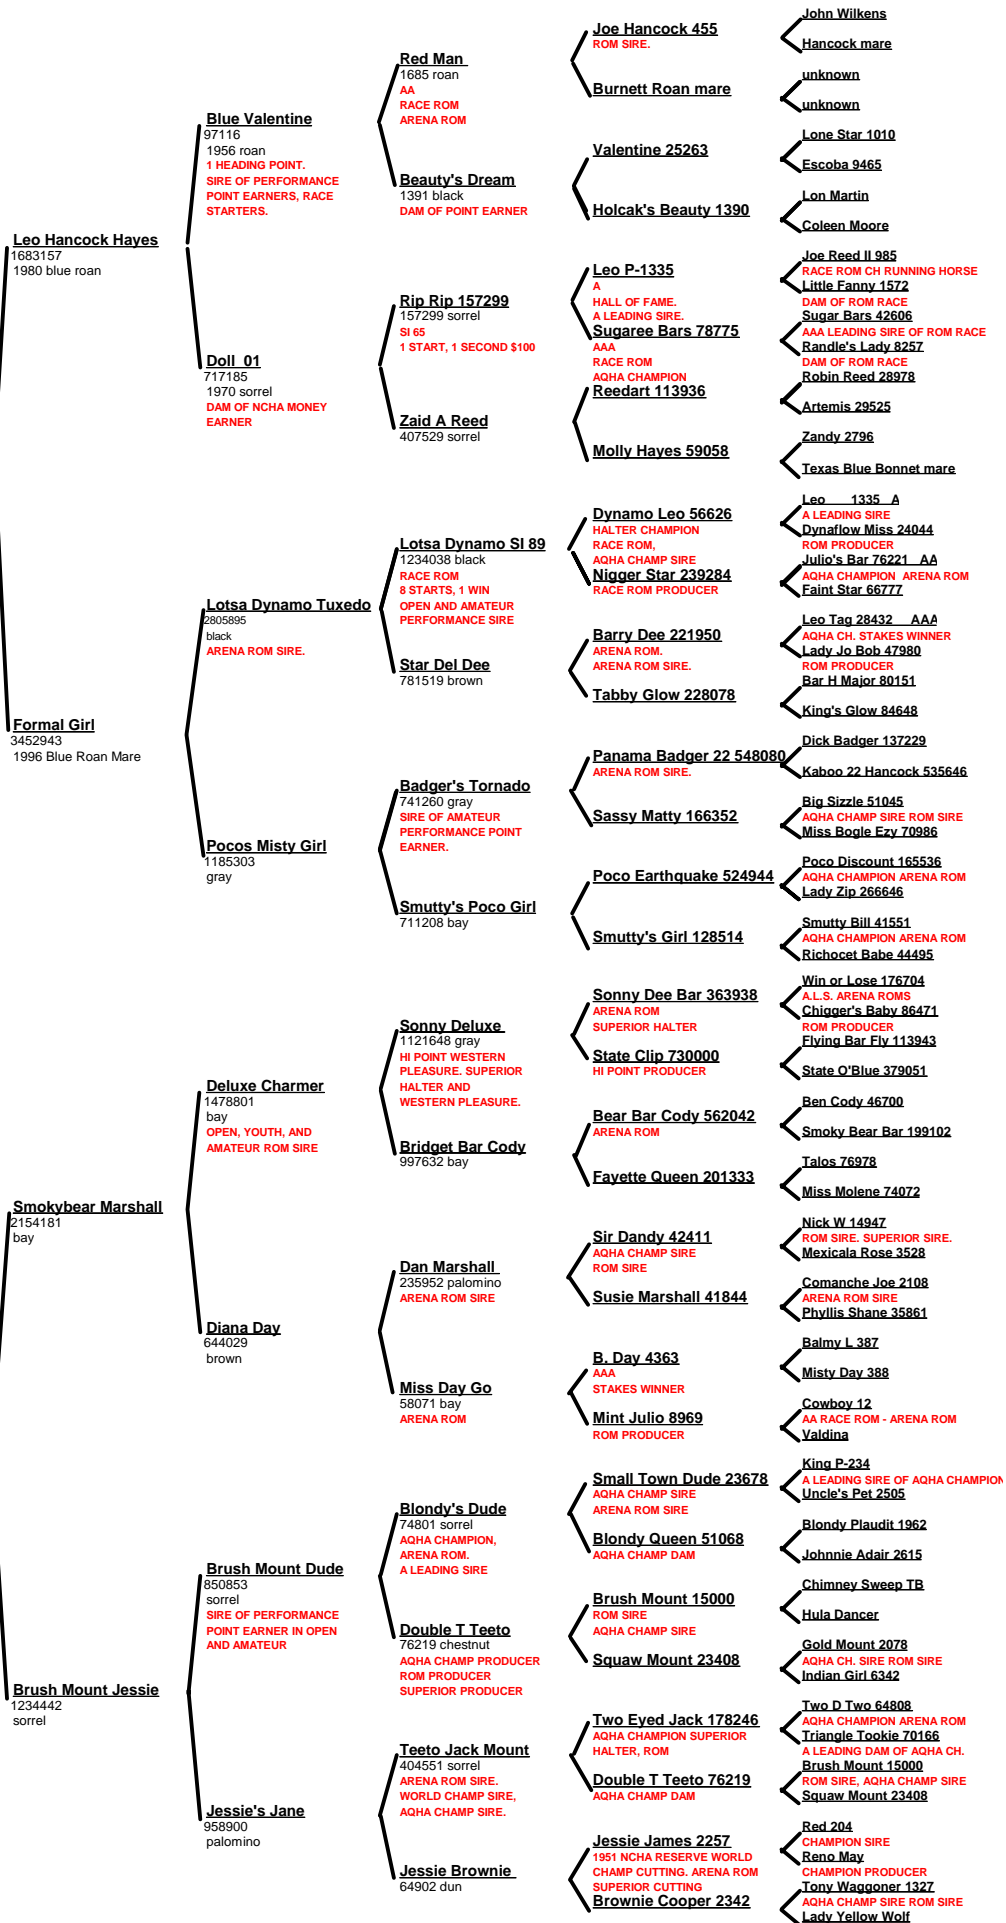 Leo Hancock Hayes
1683157
1980 blue roan
Formal Girl
3452943
1996 Blue Roan Mare
Smokybear Marshall
2154181
bay
Brush Mount Jessie
1234442
sorrel
Blue Valentine
97116
1956 roan
1 HEADING POINT.
SIRE OF PERFORMANCE
POINT EARNERS, RACE
STARTERS.
Doll 01
717185
1970 sorrel
DAM OF NCHA MONEY
EARNER
Lotsa Dynamo Tuxedo
2805895
black
ARENA ROM SIRE.
Pocos Misty Girl
1185303
gray
Deluxe Charmer
1478801
bay
OPEN, YOUTH, AND
AMATEUR ROM SIRE
Diana Day
644029
brown
Brush Mount Dude
850853
sorrel
SIRE OF PERFORMANCE
POINT EARNER IN OPEN
AND AMATEUR
Jessie's Jane
958900
palomino
Red Man
1685 roan
AA
RACE ROM
ARENA ROM
Beauty's Dream
1391 black
DAM OF POINT EARNER
Rip Rip 157299
157299 sorrel
SI 65
1 START, 1 SECOND $100
Zaid A Reed
407529 sorrel
Lotsa Dynamo SI 89
1234038 black
RACE ROM
8 STARTS, 1 WIN
OPEN AND AMATEUR
PERFORMANCE SIRE
Star Del Dee
781519 brown
Badger's Tornado
741260 gray
SIRE OF AMATEUR
PERFORMANCE POINT
EARNER.
Smutty's Poco Girl
711208 bay
Sonny Deluxe
1121648 gray
HI POINT WESTERN
PLEASURE. SUPERIOR
HALTER AND
WESTERN PLEASURE.
Bridget Bar Cody
997632 bay
Dan Marshall
235952 palomino
ARENA ROM SIRE
Miss Day Go
58071 bay
ARENA ROM
Blondy's Dude
74801 sorrel
AQHA CHAMPION,
ARENA ROM.
A LEADING SIRE
Double T Teeto
76219 chestnut
AQHA CHAMP PRODUCER
ROM PRODUCER
SUPERIOR PRODUCER
Teeto Jack Mount
404551 sorrel
ARENA ROM SIRE.
WORLD CHAMP SIRE,
AQHA CHAMP SIRE.
Jessie Brownie
64902 dun
Joe Hancock 455
ROM SIRE.
Burnett Roan mare
Valentine 25263
Holcak's Beauty 1390
Leo P-1335
A
HALL OF FAME.
A LEADING SIRE.
Sugaree Bars 78775
AAA
RACE ROM
AQHA CHAMPION
Reedart 113936
Molly Hayes 59058
Dynamo Leo 56626
HALTER CHAMPION
RACE ROM,
AQHA CHAMP SIRE
Nigger Star 239284
RACE ROM PRODUCER
Barry Dee 221950
ARENA ROM.
ARENA ROM SIRE.
Tabby Glow 228078
Panama Badger 22 548080
ARENA ROM SIRE.
Sassy Matty 166352
Poco Earthquake 524944
Smutty's Girl 128514
Sonny Dee Bar 363938
ARENA ROM
SUPERIOR HALTER
State Clip 730000
HI POINT PRODUCER
Bear Bar Cody 562042
ARENA ROM
Fayette Queen 201333
Sir Dandy 42411
AQHA CHAMP SIRE
ROM SIRE
Susie Marshall 41844
B. Day 4363
AAA
STAKES WINNER
Mint Julio 8969
ROM PRODUCER
Small Town Dude 23678
AQHA CHAMP SIRE
ARENA ROM SIRE
Blondy Queen 51068
AQHA CHAMP DAM
Brush Mount 15000
ROM SIRE
AQHA CHAMP SIRE
Squaw Mount 23408
Two Eyed Jack 178246
AQHA CHAMPION SUPERIOR
HALTER, ROM
Double T Teeto 76219
AQHA CHAMP DAM
Jessie James 2257
1951 NCHA RESERVE WORLD
CHAMP CUTTING. ARENA ROM
SUPERIOR CUTTING
Brownie Cooper 2342
John Wilkens
Hancock mare
unknown
unknown
Lone Star 1010
Escoba 9465
Lon Martin
Coleen Moore
Joe Reed II 985
RACE ROM CH RUNNING HORSE
Little Fanny 1572
DAM OF ROM RACE
Sugar Bars 42606
AAA LEADING SIRE OF ROM RACE
Randle's Lady 8257
DAM OF ROM RACE
Robin Reed 28978
Artemis 29525
Zandy 2796
Texas Blue Bonnet mare
Leo 1335 A
A LEADING SIRE
Dynaflow Miss 24044
ROM PRODUCER
Julio's Bar 76221 AA
AQHA CHAMPION ARENA ROM
Faint Star 66777
Leo Tag 28432 AAA
AQHA CH. STAKES WINNER
Lady Jo Bob 47980
ROM PRODUCER
Bar H Major 80151
King's Glow 84648
Dick Badger 137229
Kaboo 22 Hancock 535646
Big Sizzle 51045
AQHA CHAMP SIRE ROM SIRE
Miss Bogle Ezy 70986
Poco Discount 165536
AQHA CHAMPION ARENA ROM
Lady Zip 266646
Smutty Bill 41551
AQHA CHAMPION ARENA ROM
Richocet Babe 44495
Win or Lose 176704
A.L.S. ARENA ROMS
Chigger's Baby 86471
ROM PRODUCER
Flying Bar Fly 113943
State O'Blue 379051
Ben Cody 46700
Smoky Bear Bar 199102
Talos 76978
Miss Molene 74072
Nick W 14947
ROM SIRE. SUPERIOR SIRE.
Mexicala Rose 3528
Comanche Joe 2108
ARENA ROM SIRE
Phyllis Shane 35861
Balmy L 387
Misty Day 388
Cowboy 12
AA RACE ROM - ARENA ROM
Valdina
King P-234
A LEADING SIRE OF AQHA CHAMPION
Uncle's Pet 2505
Blondy Plaudit 1962
Johnnie Adair 2615
Chimney Sweep TB
Hula Dancer
Gold Mount 2078
AQHA CH. SIRE ROM SIRE
Indian Girl 6342
Two D Two 64808
AQHA CHAMPION ARENA ROM
Triangle Tookie 70166
A LEADING DAM OF AQHA CH.
Brush Mount 15000
ROM SIRE, AQHA CHAMP SIRE
Squaw Mount 23408
Red 204
CHAMPION SIRE
Reno May
CHAMPION PRODUCER
Tony Waggoner 1327
AQHA CHAMP SIRE ROM SIRE
Lady Yellow Wolf